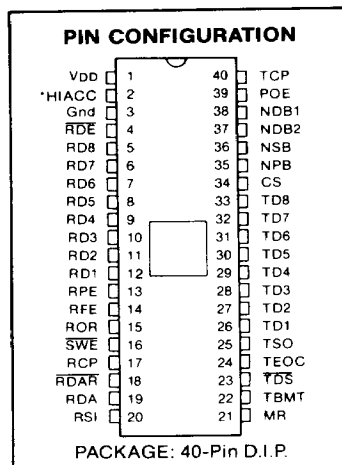 PIN CONFIGURATION
VDD 1 40 TCP
*HIACC 2 39 POE
Gnd 3 38 NDB1
R̅D̅E̅ 4 37 NDB2
RD8 5 36 NSB
RD7 6 35 NPB
RD6 7 34 CS
RD5 8 33 TD8
RD4 9 32 TD7
RD3 10 31 TD6
RD2 11 30 TD5
RD1 12 29 TD4
RPE 13 28 TD3
RFE 14 27 TD2
ROR 15 26 TD1
S̅W̅E̅ 16 25 TSO
RCP 17 24 TEOC
R̅D̅A̅R̅ 18 23 T̅D̅S̅
RDA 19 22 TBMT
RSI 20 21 MR
PACKAGE: 40-Pin D.I.P.